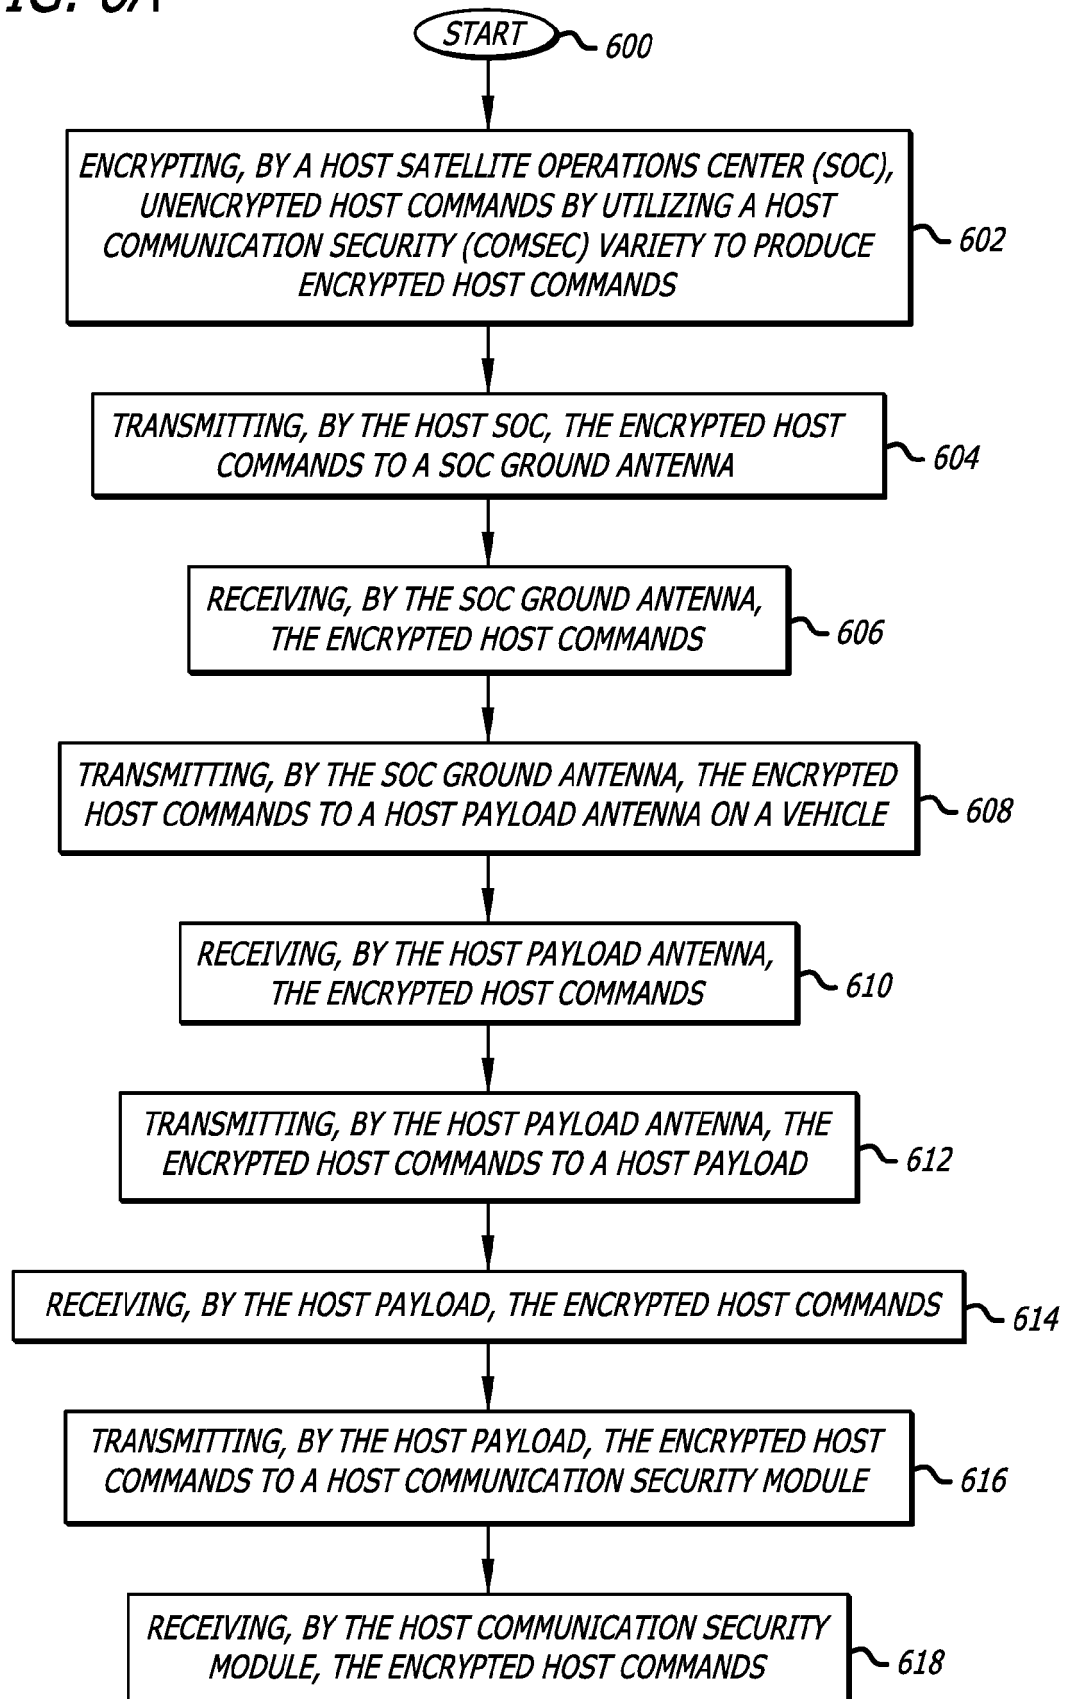 FIG. 6A
START
600
ENCRYPTING, BY A HOST SATELLITE OPERATIONS CENTER (SOC),
UNENCRYPTED HOST COMMANDS BY UTILIZING A HOST
COMMUNICATION SECURITY (COMSEC) VARIETY TO PRODUCE
ENCRYPTED HOST COMMANDS
602
TRANSMITTING, BY THE HOST SOC, THE ENCRYPTED HOST
COMMANDS TO A SOC GROUND ANTENNA
604
RECEIVING, BY THE SOC GROUND ANTENNA,
THE ENCRYPTED HOST COMMANDS
606
TRANSMITTING, BY THE SOC GROUND ANTENNA, THE ENCRYPTED
HOST COMMANDS TO A HOST PAYLOAD ANTENNA ON A VEHICLE
608
RECEIVING, BY THE HOST PAYLOAD ANTENNA,
THE ENCRYPTED HOST COMMANDS
610
TRANSMITTING, BY THE HOST PAYLOAD ANTENNA, THE
ENCRYPTED HOST COMMANDS TO A HOST PAYLOAD
612
RECEIVING, BY THE HOST PAYLOAD, THE ENCRYPTED HOST COMMANDS
614
TRANSMITTING, BY THE HOST PAYLOAD, THE ENCRYPTED HOST
COMMANDS TO A HOST COMMUNICATION SECURITY MODULE
616
RECEIVING, BY THE HOST COMMUNICATION SECURITY
MODULE, THE ENCRYPTED HOST COMMANDS
618